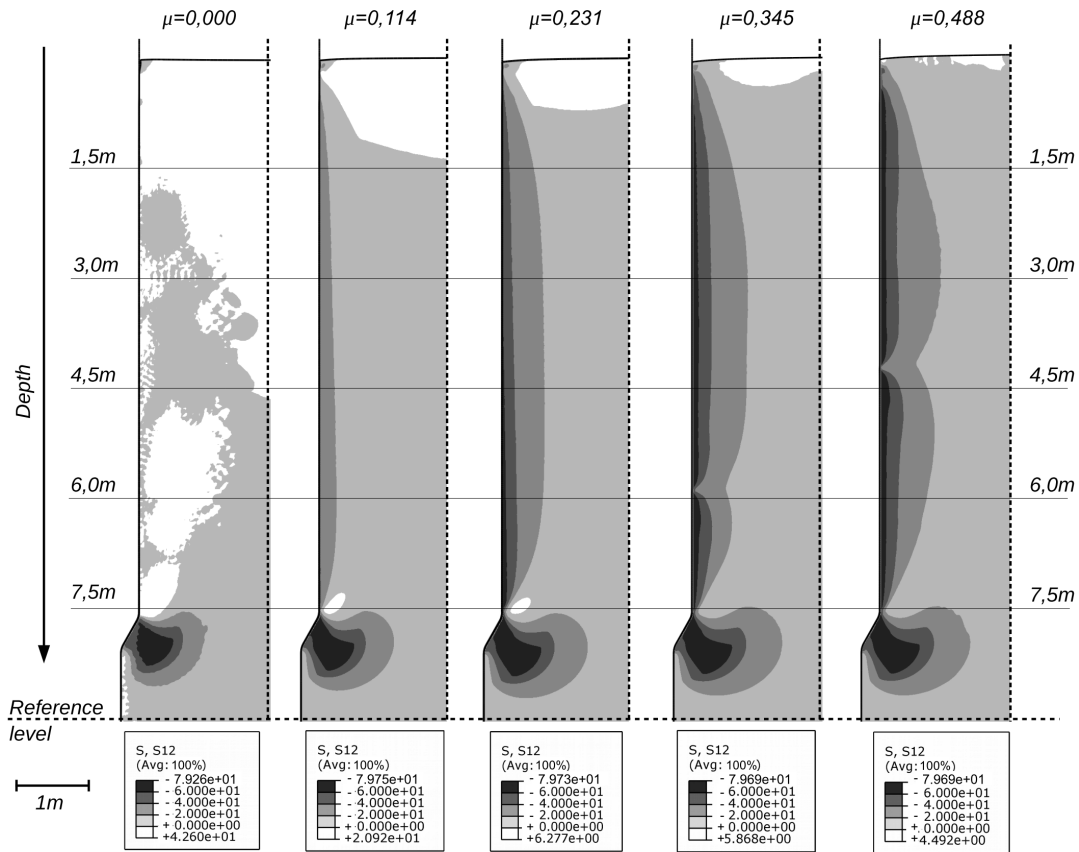 μ=0,000 μ=0,114 μ=0,231 μ=0,345 μ=0,488
1,5m 1,5m
3,0m 3,0m
4,5m 4,5m
6,0m 6,0m
7,5m 7,5m
Depth
Reference
level
1m
S, S12
(Avg: 100%)
- 7.926e+01
- 6.000e+01
- 4.000e+01
- 2.000e+01
+ 0.000e+00
+4.260e+01
S, S12
(Avg: 100%)
- 7.975e+01
- 6.000e+01
- 4.000e+01
- 2.000e+01
+ 0.000e+00
+2.092e+01
S, S12
(Avg: 100%)
- 7.973e+01
- 6.000e+01
- 4.000e+01
- 2.000e+01
+ 0.000e+00
+6.277e+00
S, S12
(Avg: 100%)
- 7.969e+01
- 6.000e+01
- 4.000e+01
- 2.000e+01
+ 0.000e+00
+5.868e+00
S, S12
(Avg: 100%)
- 7.969e+01
- 6.000e+01
- 4.000e+01
- 2.000e+01
+ 0.000e+00
+4.492e+00